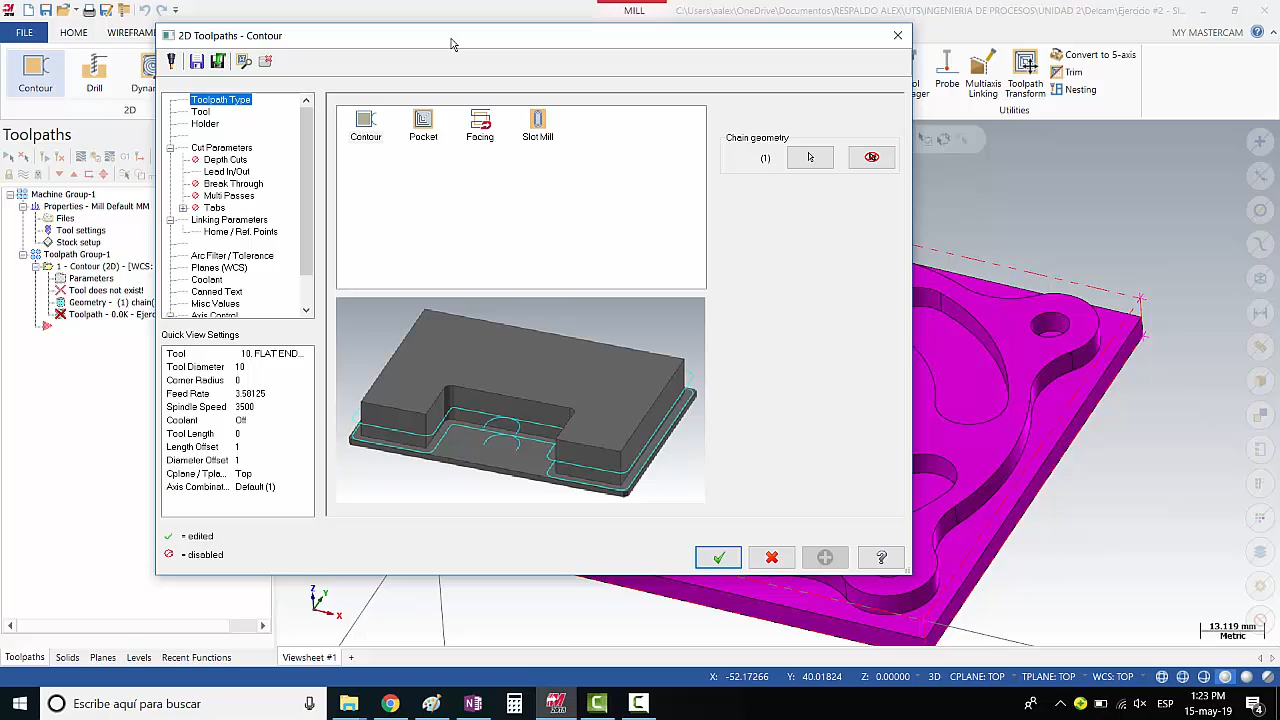 MILL
C:\Users\aalex\OneDrive\Documentos\RESPALDO ALEX\UTS\INGENIERIA DE PROCESOS\UNIDAD 2\Delcam\Ejercicio #2 - SI...
FILE
HOME
WIREFRAM
MY MASTERCAM
2D Toolpaths - Contour
Contour
Drill
Dynam
2D
Probe
Multiaxis
Linking
Toolpath
Transform
Convert to 5-axis
Trim
Nesting
Utilities
Toolpaths
Machine Group-1
Properties - Mill Default MM
Files
Tool settings
Stock setup
Toolpath Group-1
1 - Contour (2D) - [WCS:
Parameters
Tool does not exist!
Geometry - (1) chain(
Toolpath - 0.0K - Ejerc
Toolpath Type
Tool
Holder
Cut Parameters
Depth Cuts
Lead In/Out
Break Through
Multi Passes
Tabs
Linking Parameters
Home / Ref. Points
Arc Filter / Tolerance
Planes (WCS)
Coolant
Canned Text
Misc Values
Axis Control
Contour
Pocket
Facing
Slot Mill
Chain geometry
(1)
Quick View Settings
Tool 10. FLAT END...
Tool Diameter 10
Corner Radius 0
Feed Rate 3.58125
Spindle Speed 3500
Coolant Off
Tool Length 0
Length Offset
Diameter Offset 1
Cplane / Tpla... Top
Axis Combinat... Default (1)
= edited
= disabled
Z
Y
X
13.119 mm
Metric
Toolpaths
Solids
Planes
Levels
Recent Functions
Viewsheet #1
+
X: -52.17266
Y: 40.01824
Z: 0.00000
3D
CPLANE: TOP
TPLANE: TOP
WCS: TOP
Escribe aquí para buscar
ESP
1:23 PM
15-may-19